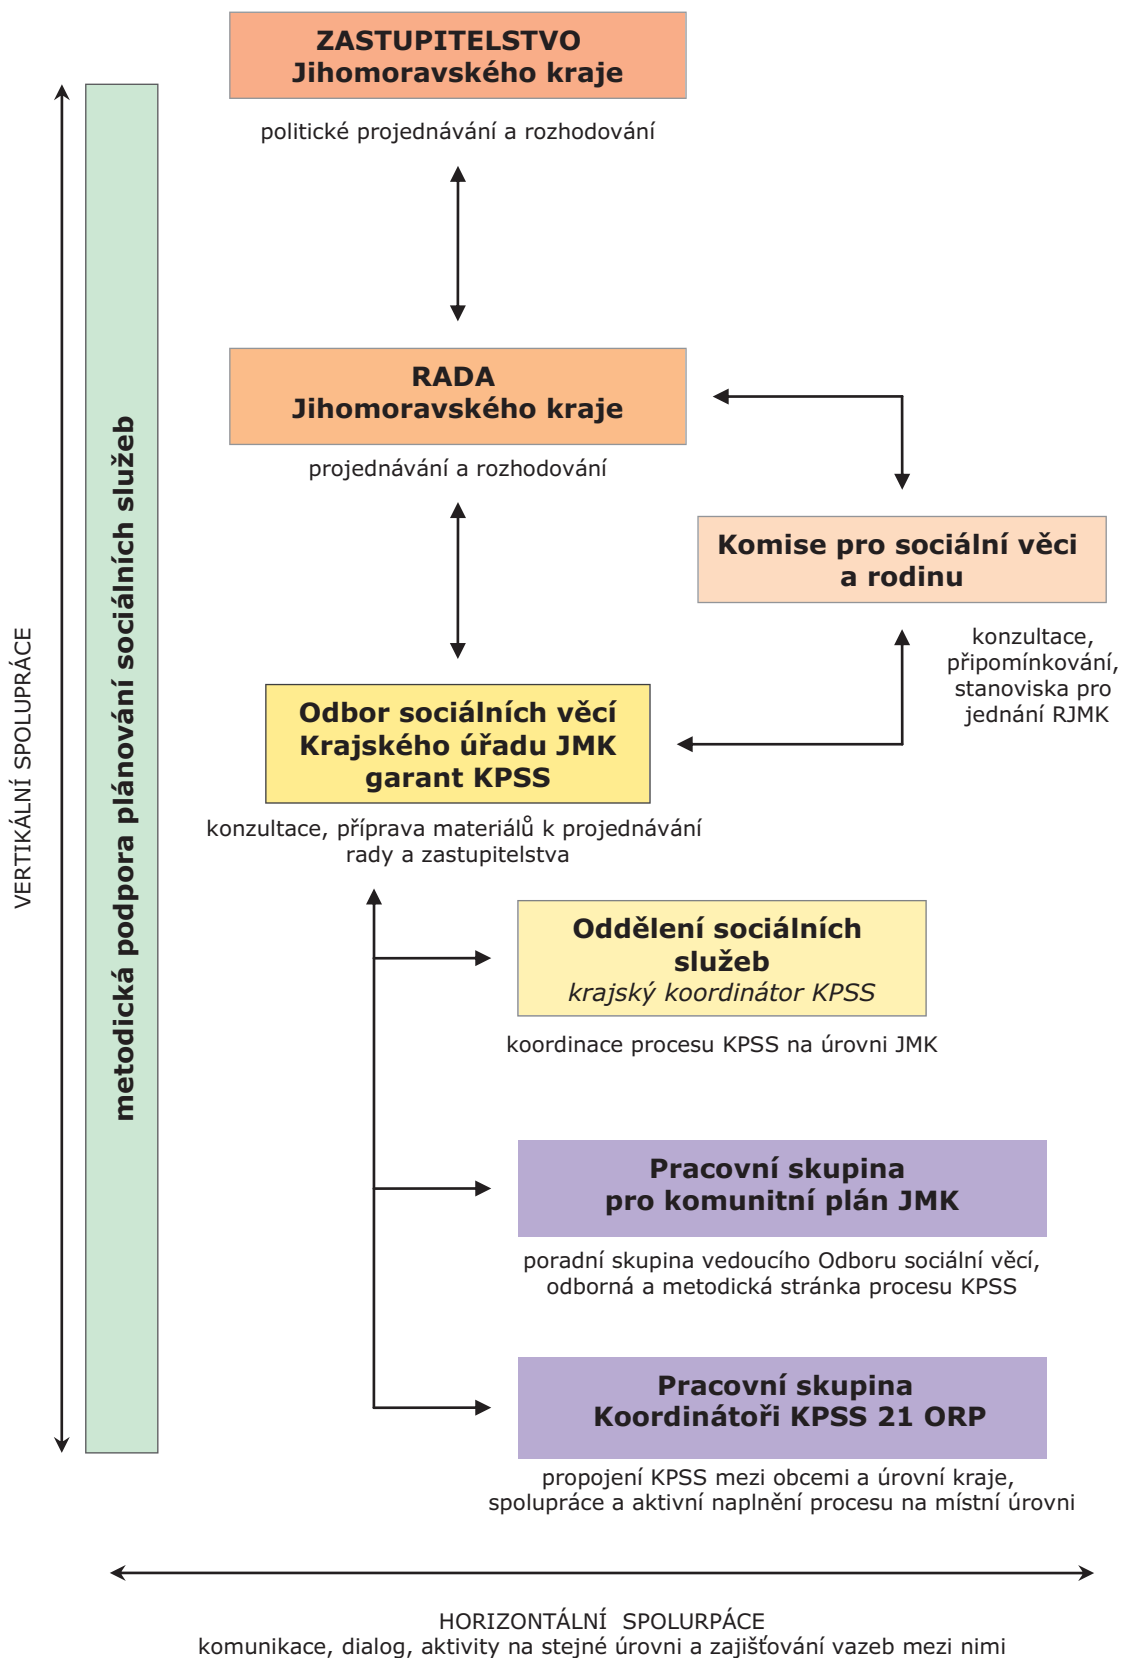 ZASTUPITELSTVO
Jihomoravského kraje
politické projednávání a rozhodování
RADA
Jihomoravského kraje
projednávání a rozhodování
Komise pro sociální věci
a rodinu
konzultace,
připomínkování,
stanoviska pro
jednání RJMK
Odbor sociálních věcí
Krajského úřadu JMK
garant KPSS
konzultace, příprava materiálů k projednávání
rady a zastupitelstva
Oddělení sociálních
služeb
krajský koordinátor KPSS
koordinace procesu KPSS na úrovni JMK
Pracovní skupina
pro komunitní plán JMK
poradní skupina vedoucího Odboru sociální věcí,
odborná a metodická stránka procesu KPSS
Pracovní skupina
Koordinátoři KPSS 21 ORP
propojení KPSS mezi obcemi a úrovní kraje,
spolupráce a aktivní naplnění procesu na místní úrovni
VERTIKÁLNÍ SPOLUPRÁCE
metodická podpora plánování sociálních služeb
HORIZONTÁLNÍ SPOLURPÁCE
komunikace, dialog, aktivity na stejné úrovni a zajišťování vazeb mezi nimi